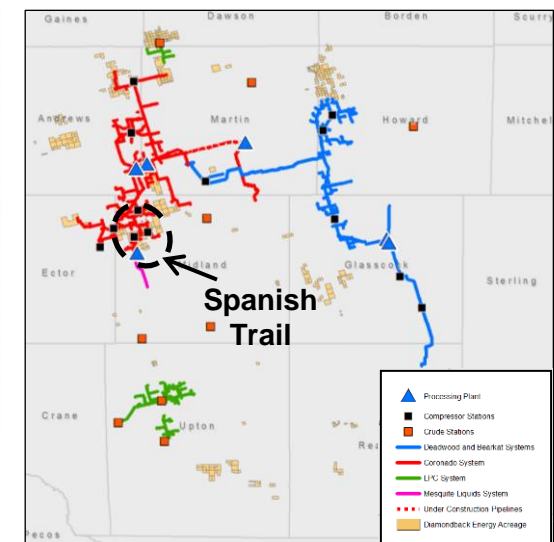 Gaines
Dawson
Borden
Scurry
Andrews
Martin
Howard
Mitchel
Ector
Midland
Glasscock
Sterling
Spanish
Trail
Crane
Upton
Rea
Pecos
Processing Plant
Compressor Stations
Crude Stations
Deadwood and Bearkat Systems
Coronado System
LPC System
Mesquite Liquids System
Under Construction Pipelines
Diamondback Energy Acreage